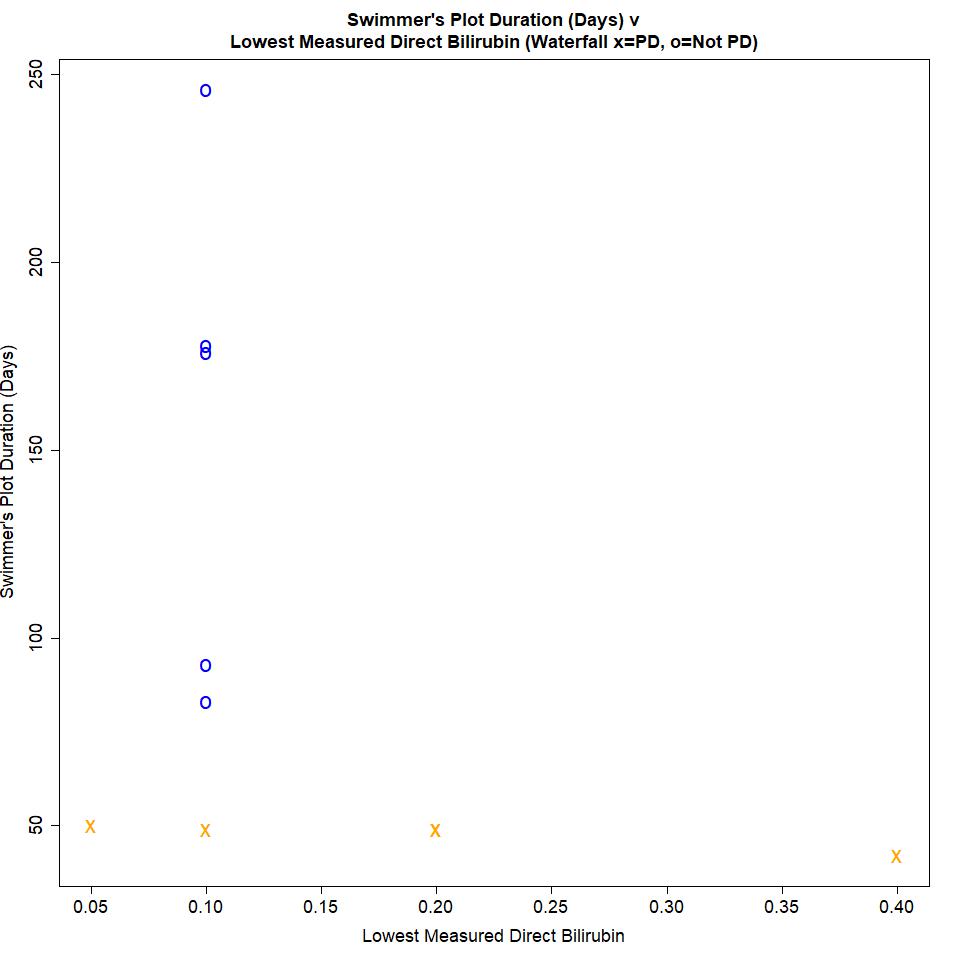 Swimmer's Plot Duration (Days) v
Lowest Measured Direct Bilirubin (Waterfall x=PD, o=Not PD)
Swimmer's Plot Duration (Days)
250
200
150
100
50
O
O
O
O
O
X
X
X
X
0.05 0.10 0.15 0.20 0.25 0.30 0.35 0.40
Lowest Measured Direct Bilirubin